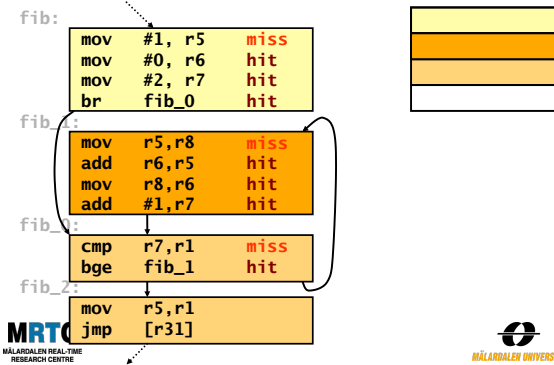 fib:
mov #1, r5 miss
mov #0, r6 hit
mov #2, r7 hit
br fib_0 hit
fib_1:
mov r5,r8 miss
add r6,r5 hit
mov r8,r6 hit
add #1,r7 hit
fib_0:
cmp r7,r1 miss
bge fib_1 hit
fib_2:
mov r5,r1
jmp [r31]
MRTC
MÄLARDALEN REAL-TIME
RESEARCH CENTRE
MÄLARDALEN UNIVERS